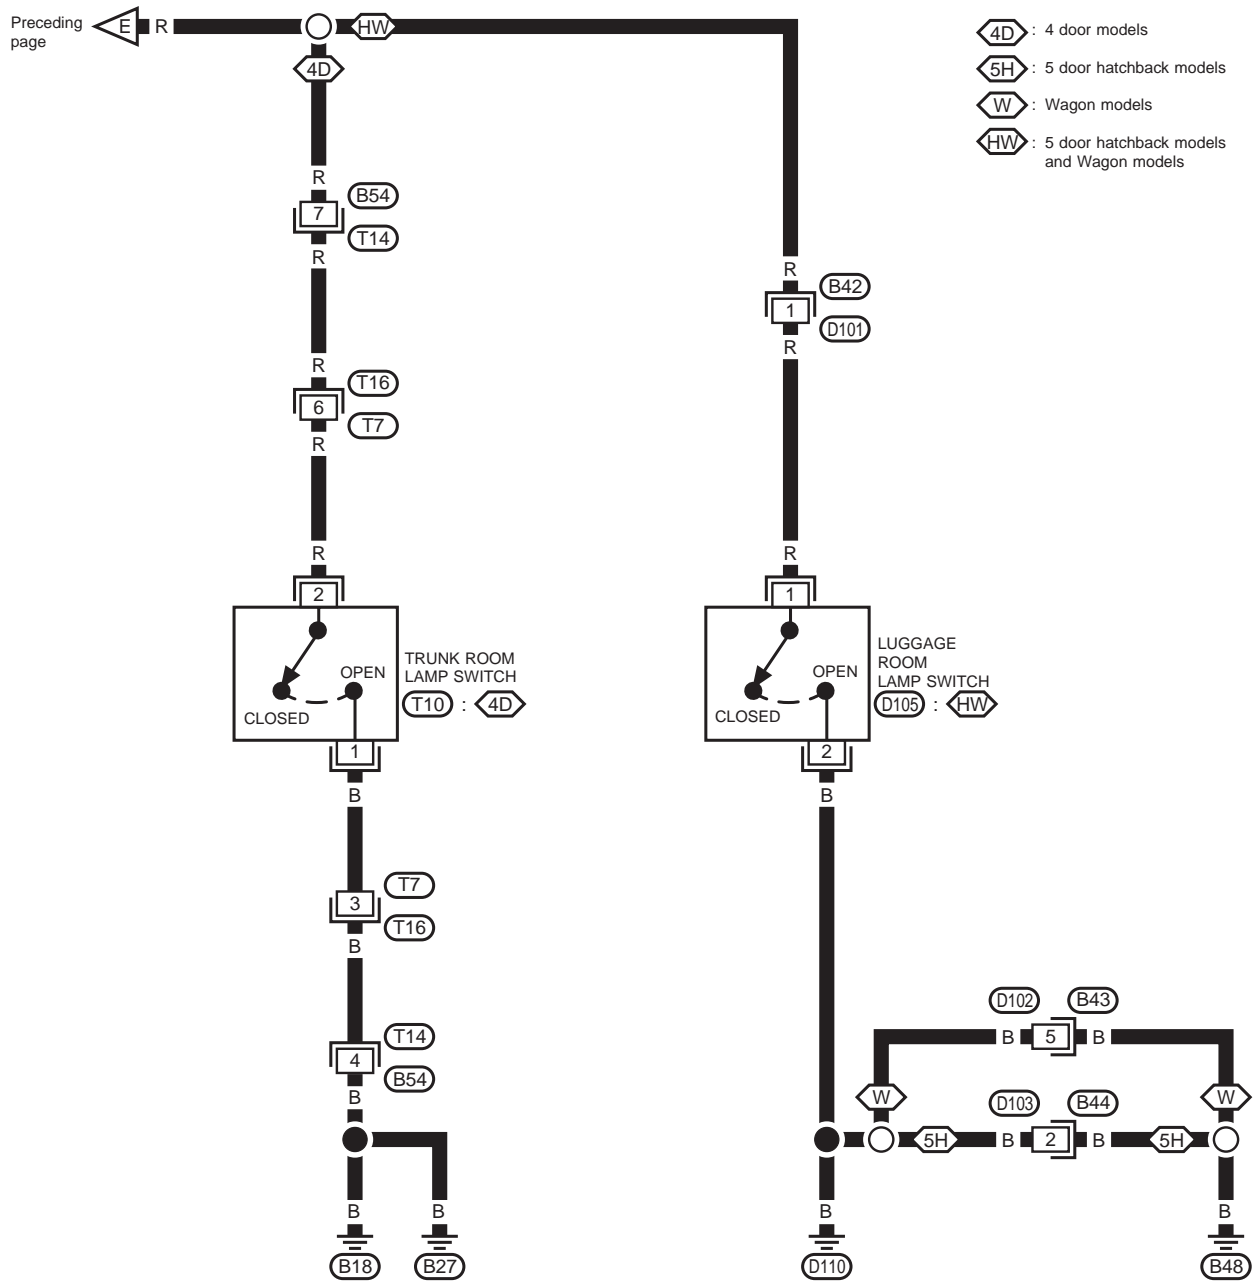 Preceding
page
E R HW
4D
4D : 4 door models
5H : 5 door hatchback models
W : Wagon models
HW : 5 door hatchback models
and Wagon models
R
B54
7
T14
R
R
T16
6
T7
R
R
2
OPEN
CLOSED
TRUNK ROOM
LAMP SWITCH
T10 : 4D
1
B
T7
3
T16
B
T14
4
B54
B
B
B
B18
B27
R
B42
1
D101
R
R
1
OPEN
CLOSED
LUGGAGE
ROOM
LAMP SWITCH
D105 : HW
2
B
D102
B43
B 5 B
W
W
D103
B44
5H B 2 B 5H
B
B
D110
B48